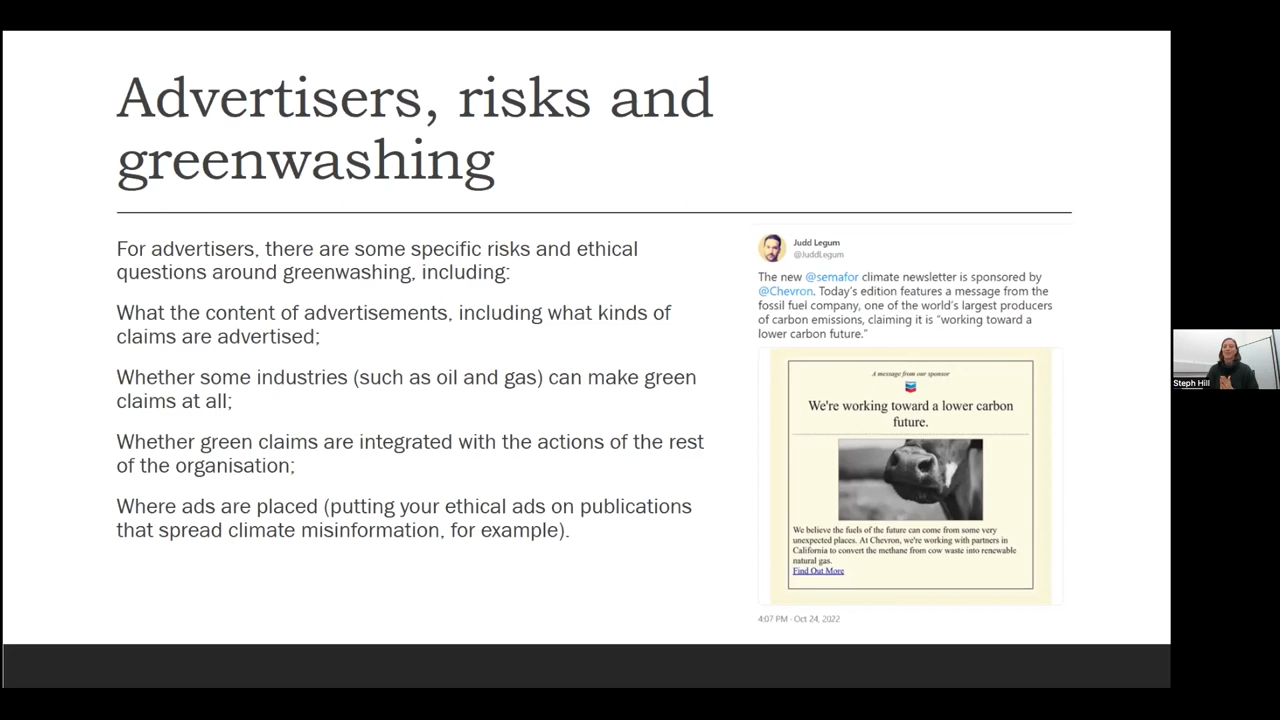 Advertisers, risks and
greenwashing
For advertisers, there are some specific risks and ethical
questions around greenwashing, including:
What the content of advertisements, including what kinds of
claims are advertised;
Whether some industries (such as oil and gas) can make green
claims at all;
Whether green claims are integrated with the actions of the rest
of the organisation;
Where ads are placed (putting your ethical ads on publications
that spread climate misinformation, for example).
Judd Legum
@JuddLegum
The new @semafor climate newsletter is sponsored by
@Chevron. Today's edition features a message from the
fossil fuel company, one of the world's largest producers
of carbon emissions, claiming it is "working toward a
lower carbon future."
A message from our sponsor
We're working toward a lower carbon
future.
We believe the fuels of the future can come from some very
unexpected places. At Chevron, we're working with partners in
California to convert the methane from cow waste into renewable
natural gas.
Find Out More
4:07 PM · Oct 24, 2022
Steph Hill